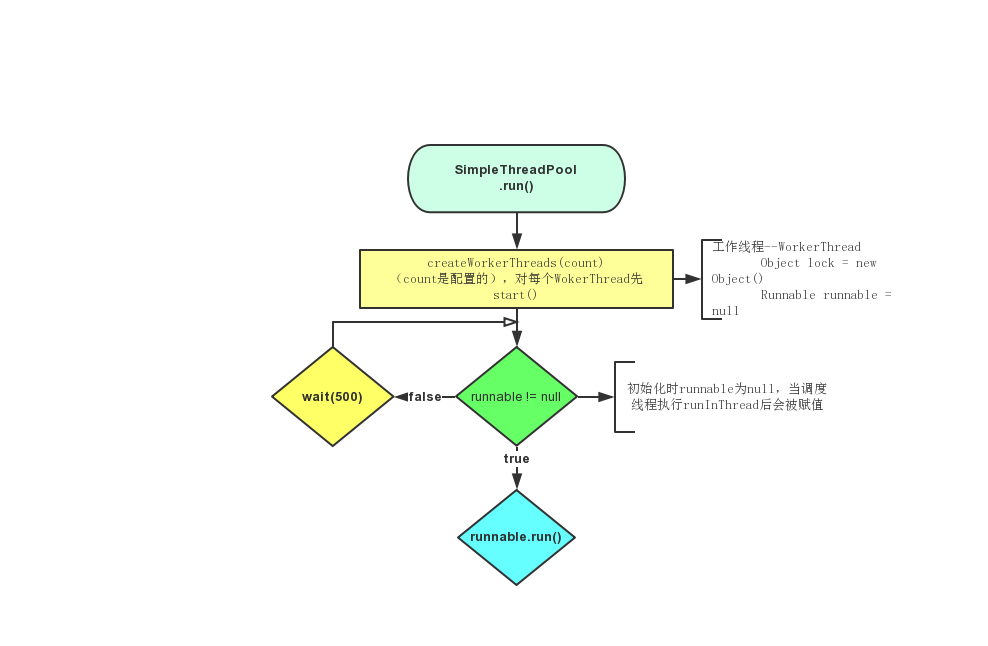 SimpleThreadPool
.run()
createWorkerThreads(count)
（count是配置的），对每个WokerThread先
start()
工作线程--WorkerThread
Object lock = new
Object()
Runnable runnable =
null
wait(500)
false
runnable != null
初始化时runnable为null，当调度
线程执行runInThread后会被赋值
true
runnable.run()